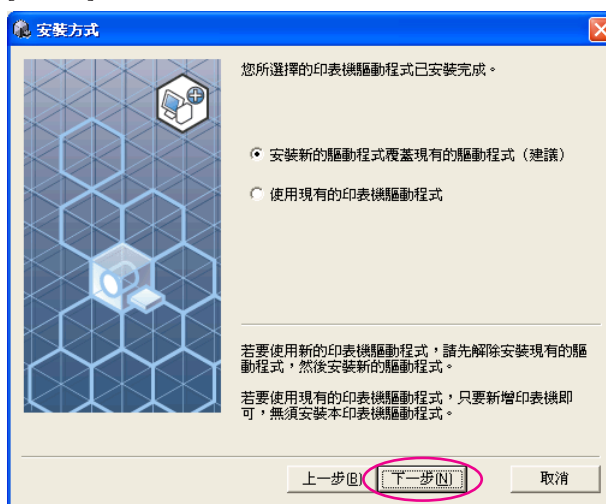 安裝方式
您所選擇的印表機驅動程式已安裝完成。
安裝新的驅動程式覆蓋現有的驅動程式（建議）
使用現有的印表機驅動程式
若要使用新的印表機驅動程式，請先解除安裝現有的驅
動程式，然後安裝新的驅動程式。
若要使用現有的印表機驅動程式，只要新增印表機即
可，無須安裝本印表機驅動程式。
上一步(B) 下一步(N) 取消